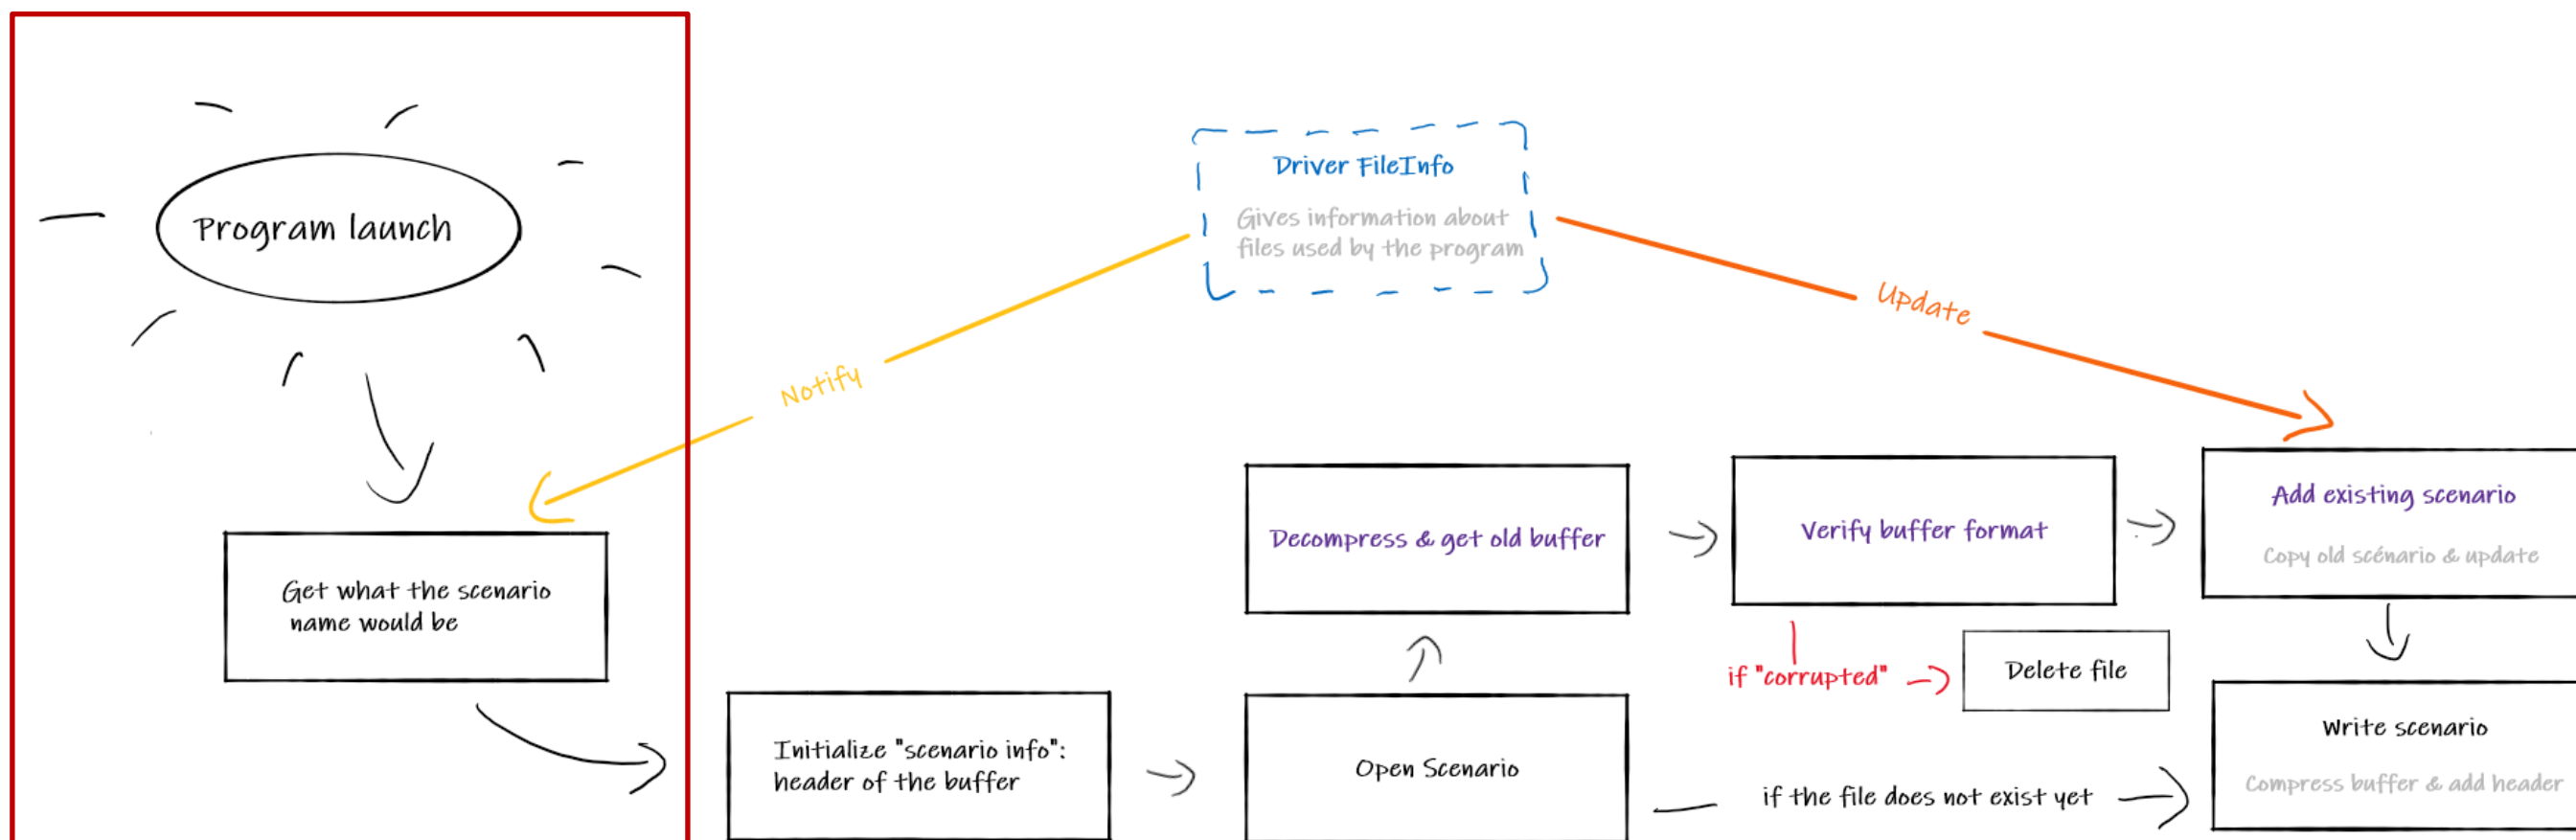 Program launch
Driver FileInfo
Gives information about
files used by the program
Update
Notify
Get what the scenario
name would be
Decompress & get old buffer
Verify buffer format
Add existing scenario
Copy old scénario & update
if "corrupted"
Delete file
Initialize "scenario info":
header of the buffer
Open Scenario
if the file does not exist yet
Write scenario
Compress buffer & add header